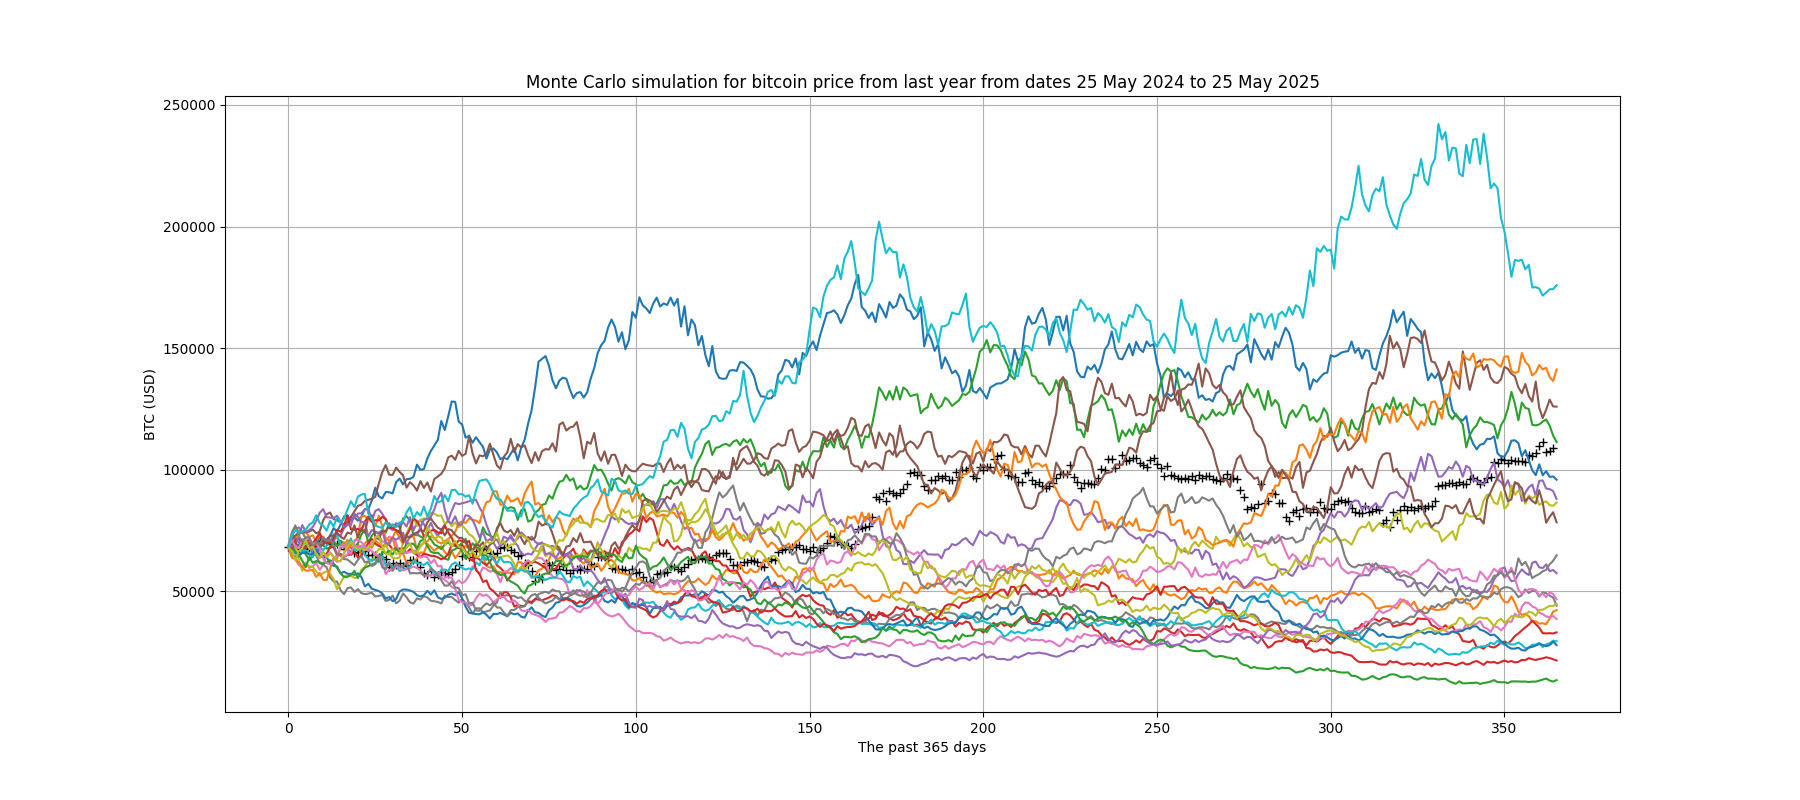 Monte Carlo simulation for bitcoin price from last year from dates 25 May 2024 to 25 May 2025
250000
200000
150000
100000
50000
BTC (USD)
0 50 100 150 200 250 300 350
The past 365 days